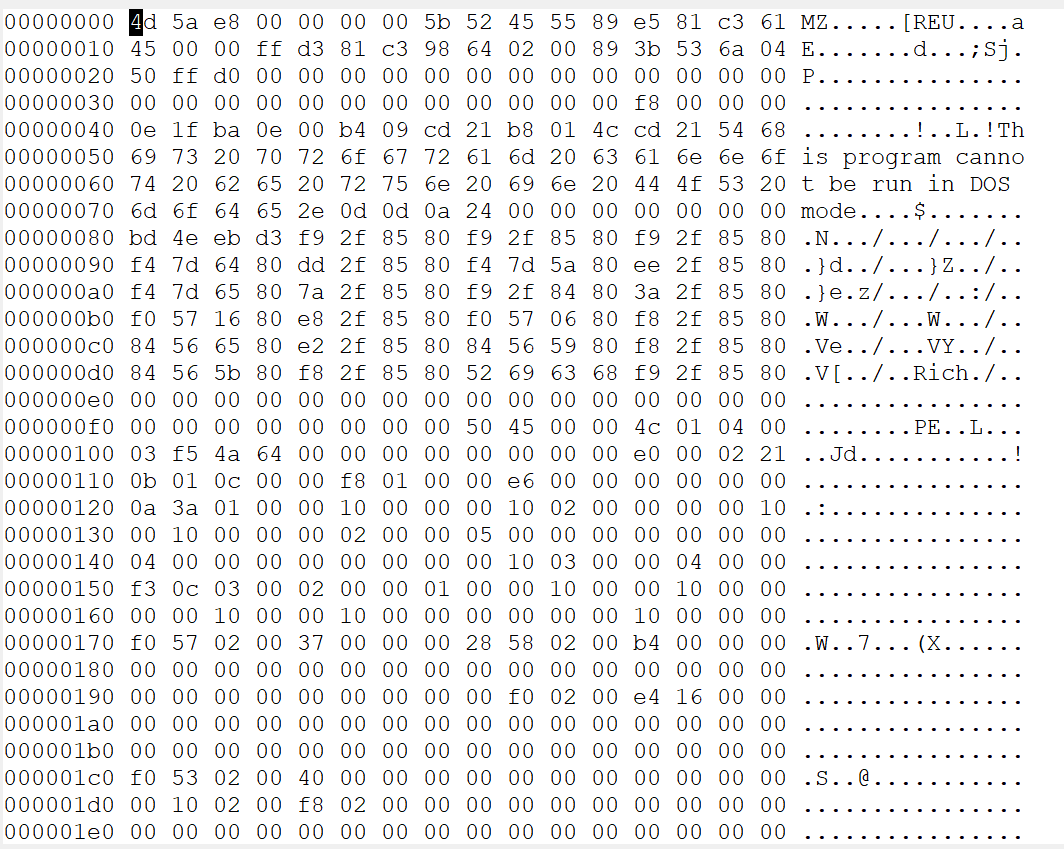 00000000 4d 5a e8 00 00 00 00 5b 52 45 55 89 e5 81 c3 61 MZ.....[REU....a
00000010 45 00 00 ff d3 81 c3 98 64 02 00 89 3b 53 6a 04 E.......d...;Sj.
00000020 50 ff d0 00 00 00 00 00 00 00 00 00 00 00 00 00 P...............
00000030 00 00 00 00 00 00 00 00 00 00 00 00 f8 00 00 00 ................
00000040 0e 1f ba 0e 00 b4 09 cd 21 b8 01 4c cd 21 54 68 ........!..L.!Th
00000050 69 73 20 70 72 6f 67 72 61 6d 20 63 61 6e 6e 6f is program canno
00000060 74 20 62 65 20 72 75 6e 20 69 6e 20 44 4f 53 20 t be run in DOS
00000070 6d 6f 64 65 2e 0d 0d 0a 24 00 00 00 00 00 00 00 mode....$.......
00000080 bd 4e eb d3 f9 2f 85 80 f9 2f 85 80 f9 2f 85 80 .N.../.../.../..
00000090 f4 7d 64 80 dd 2f 85 80 f4 7d 5a 80 ee 2f 85 80 .}d../...}Z../..
000000a0 f4 7d 65 80 7a 2f 85 80 f9 2f 84 80 3a 2f 85 80 .}e.z/.../..:/..
000000b0 f0 57 16 80 e8 2f 85 80 f0 57 06 80 f8 2f 85 80 .W.../...W.../..
000000c0 84 56 65 80 e2 2f 85 80 84 56 59 80 f8 2f 85 80 .Ve../...VY../..
000000d0 84 56 5b 80 f8 2f 85 80 52 69 63 68 f9 2f 85 80 .V[../..Rich./..
000000e0 00 00 00 00 00 00 00 00 00 00 00 00 00 00 00 00 ................
000000f0 00 00 00 00 00 00 00 00 50 45 00 00 4c 01 04 00 ........PE..L...
00000100 03 f5 4a 64 00 00 00 00 00 00 00 00 e0 00 02 21 ..Jd...........!
00000110 0b 01 0c 00 00 f8 01 00 00 e6 00 00 00 00 00 00 ................
00000120 0a 3a 01 00 00 10 00 00 00 10 02 00 00 00 00 10 .:..............
00000130 00 10 00 00 00 02 00 00 05 00 00 00 00 00 00 00 ................
00000140 04 00 00 00 00 00 00 00 00 10 03 00 00 04 00 00 ................
00000150 f3 0c 03 00 02 00 00 01 00 00 10 00 00 10 00 00 ................
00000160 00 00 10 00 00 10 00 00 00 00 00 00 10 00 00 00 ................
00000170 f0 57 02 00 37 00 00 00 28 58 02 00 b4 00 00 00 .W..7...(X......
00000180 00 00 00 00 00 00 00 00 00 00 00 00 00 00 00 00 ................
00000190 00 00 00 00 00 00 00 00 00 f0 02 00 e4 16 00 00 ................
000001a0 00 00 00 00 00 00 00 00 00 00 00 00 00 00 00 00 ................
000001b0 00 00 00 00 00 00 00 00 00 00 00 00 00 00 00 00 ................
000001c0 f0 53 02 00 40 00 00 00 00 00 00 00 00 00 00 00 .S..@...........
000001d0 00 10 02 00 f8 02 00 00 00 00 00 00 00 00 00 00 ................
000001e0 00 00 00 00 00 00 00 00 00 00 00 00 00 00 00 00 ................